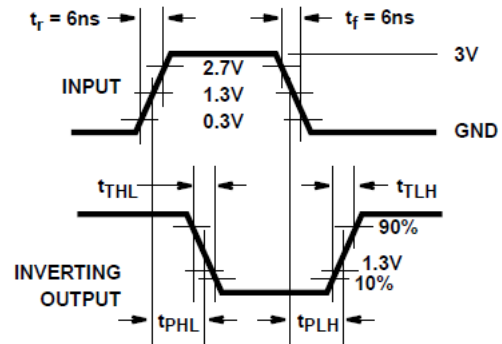 tr = 6ns
tf = 6ns
3V
2.7V
INPUT
1.3V
0.3V
GND
tTHL
tTLH
90%
1.3V
INVERTING
OUTPUT
10%
tPHL
tPLH